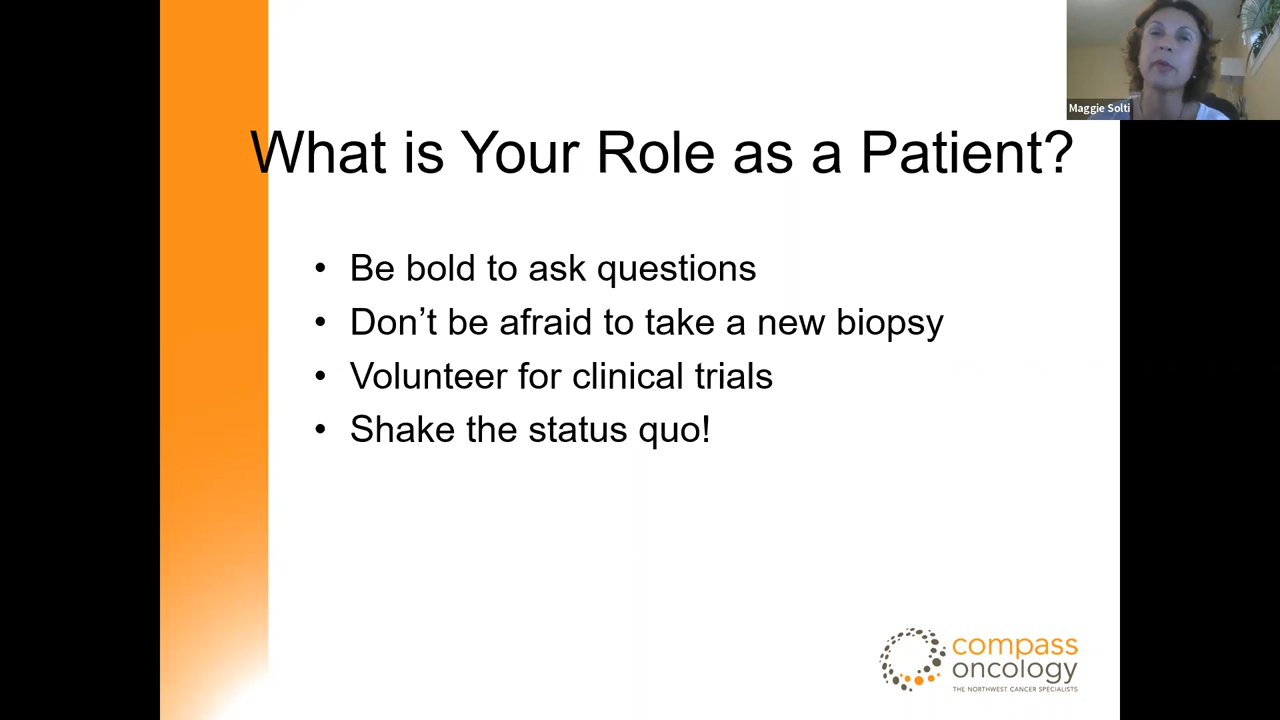 Maggie Solti
What is Your Role as a Patient?
• Be bold to ask questions
• Don’t be afraid to take a new biopsy
• Volunteer for clinical trials
• Shake the status quo!
compass
oncology
THE NORTHWEST CANCER SPECIALISTS